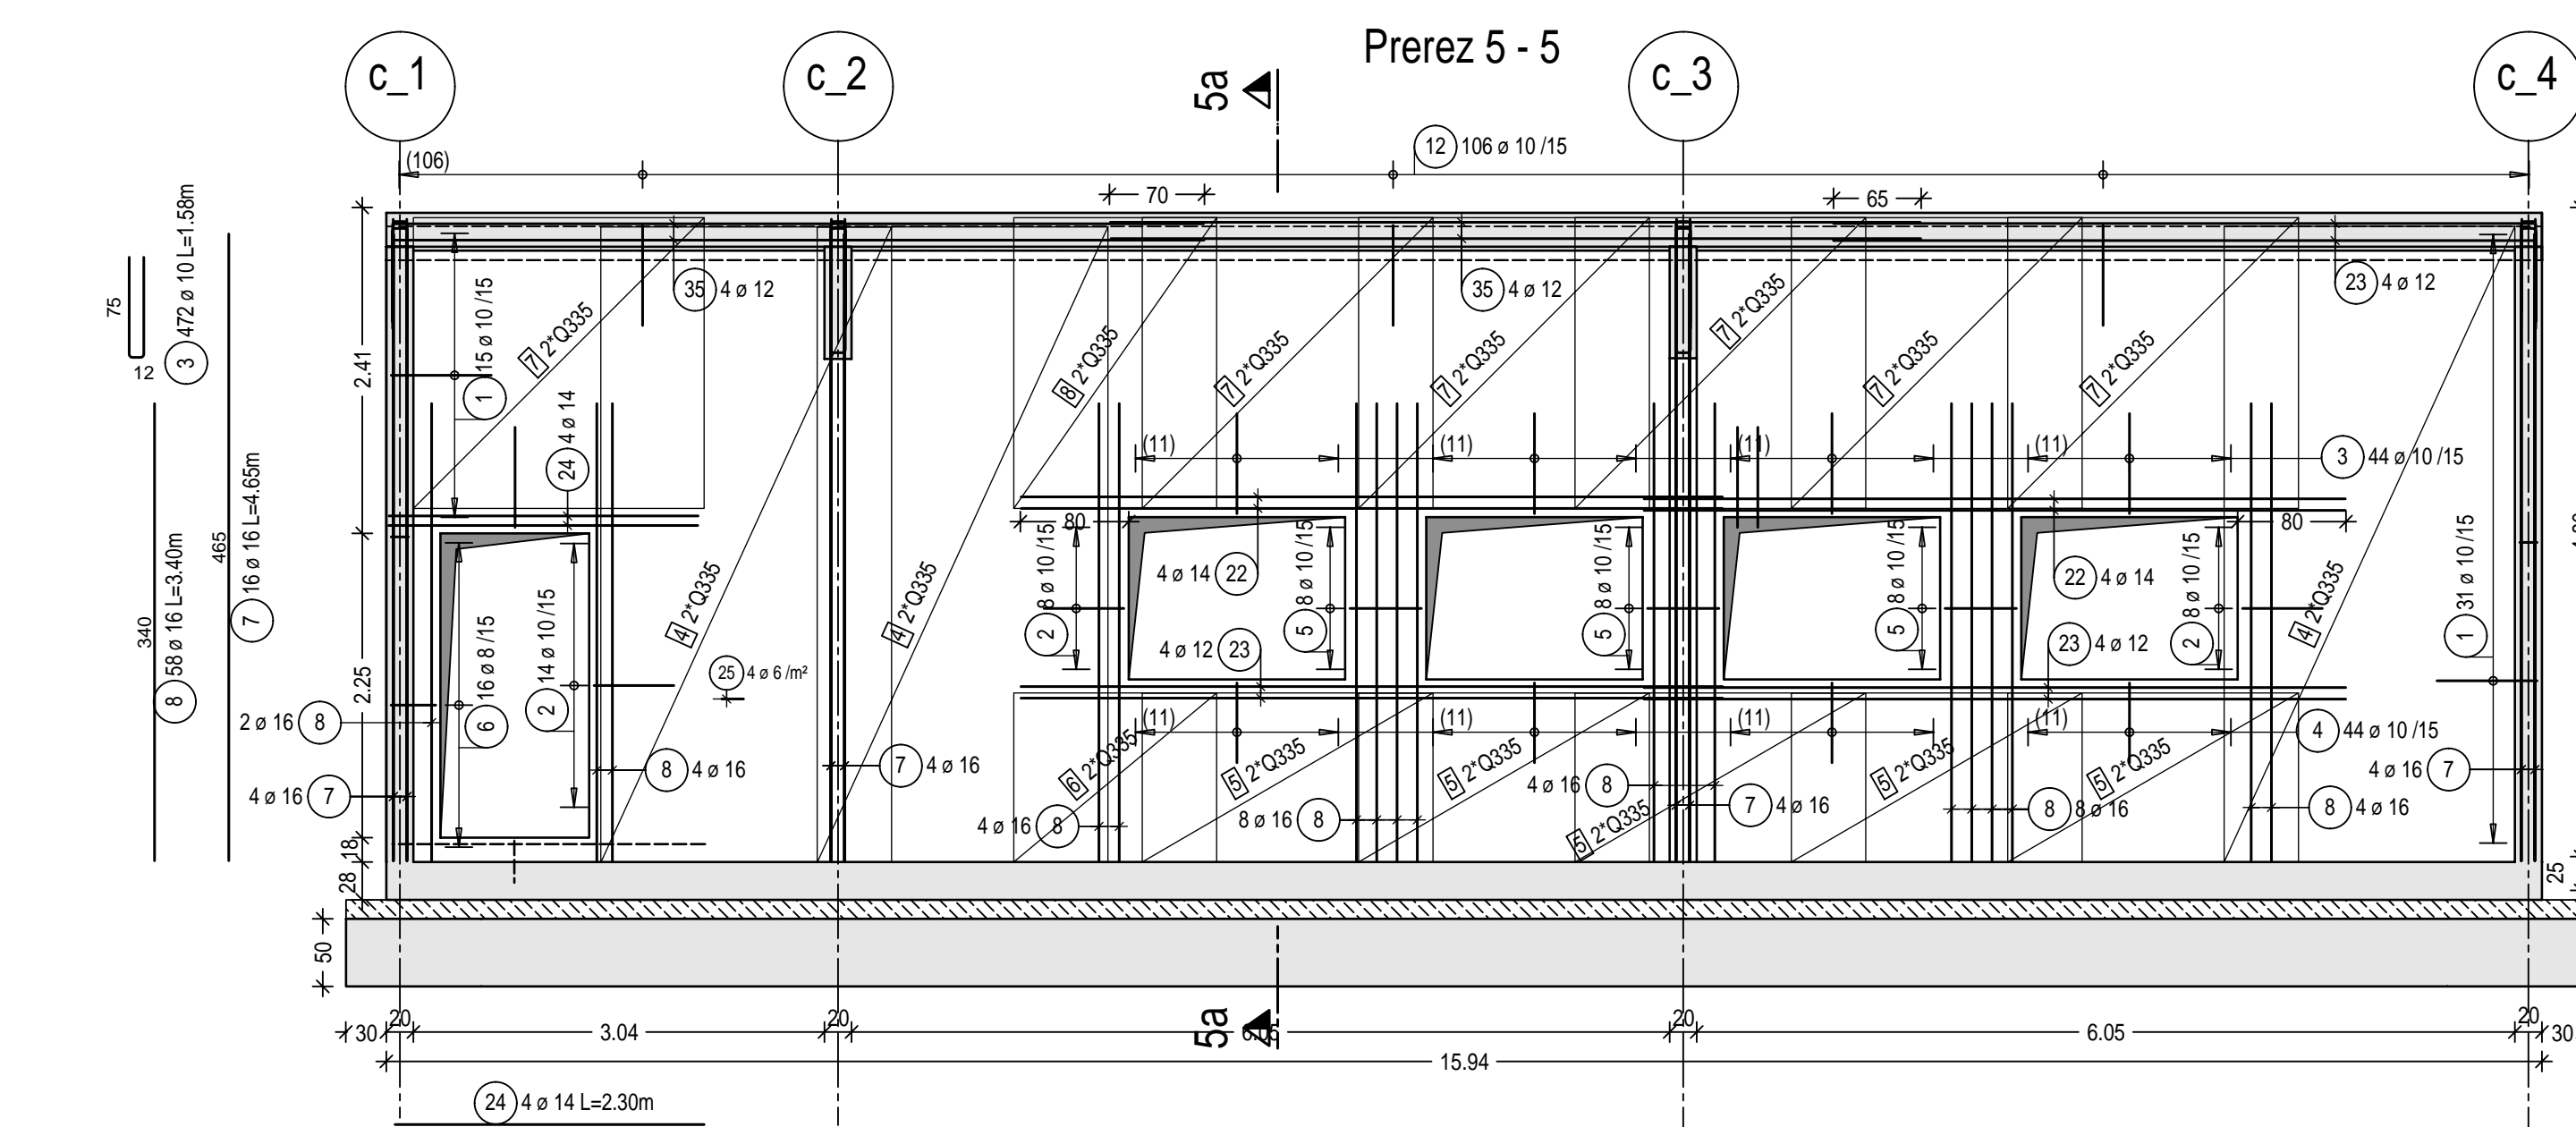 Prerez 5 - 5
c_1
c_2
5a
c_3
c_4
(106)
12 106 ø 10 /15
70
65
75
12
3 472 ø 10 L=1.58m
2.41
1 15 ø 10 /15
7 2*Q335
35 4 ø 12
8 2*Q335
7 2*Q335
35 4 ø 12
7 2*Q335
7 2*Q335
7 2*Q335
7 2*Q335
23 4 ø 12
24 4 ø 14
(11)
(11)
(11)
(11)
3 44 ø 10 /15
340
8 58 ø 16 L=3.40m
465
7 16 ø 16 L=4.65m
80
80
2.25
6 16 ø 8 /15
2 14 ø 10 /15
4 2*Q335
25 4 ø 6 /m²
4 2*Q335
2 8 ø 10 /15
4 ø 14 22
4 ø 12 23
5 8 ø 10 /15
5 8 ø 10 /15
5 8 ø 10 /15
22 4 ø 14
23 4 ø 12
2 8 ø 10 /15
4 2*Q335
1 31 ø 10 /15
2 ø 16 8
4 ø 16 7
8 4 ø 16
7 4 ø 16
(11)
(11)
(11)
(11)
4 44 ø 10 /15
6 2*Q335
5 2*Q335
5 2*Q335
5 2*Q335
5 2*Q335
5 2*Q335
4 ø 16 8
8 ø 16 8
4 ø 16 8
7 4 ø 16
8 8 ø 16
4 ø 16 7
8 4 ø 16
18
28
25
50
30
20
3.04
20
5a
6.05
20
6.05
20
30
15.94
24 4 ø 14 L=2.30m